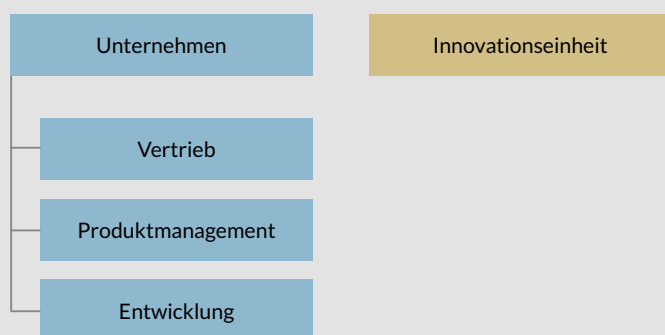 Unternehmen
Innovationseinheit
Vertrieb
Produktmanagement
Entwicklung